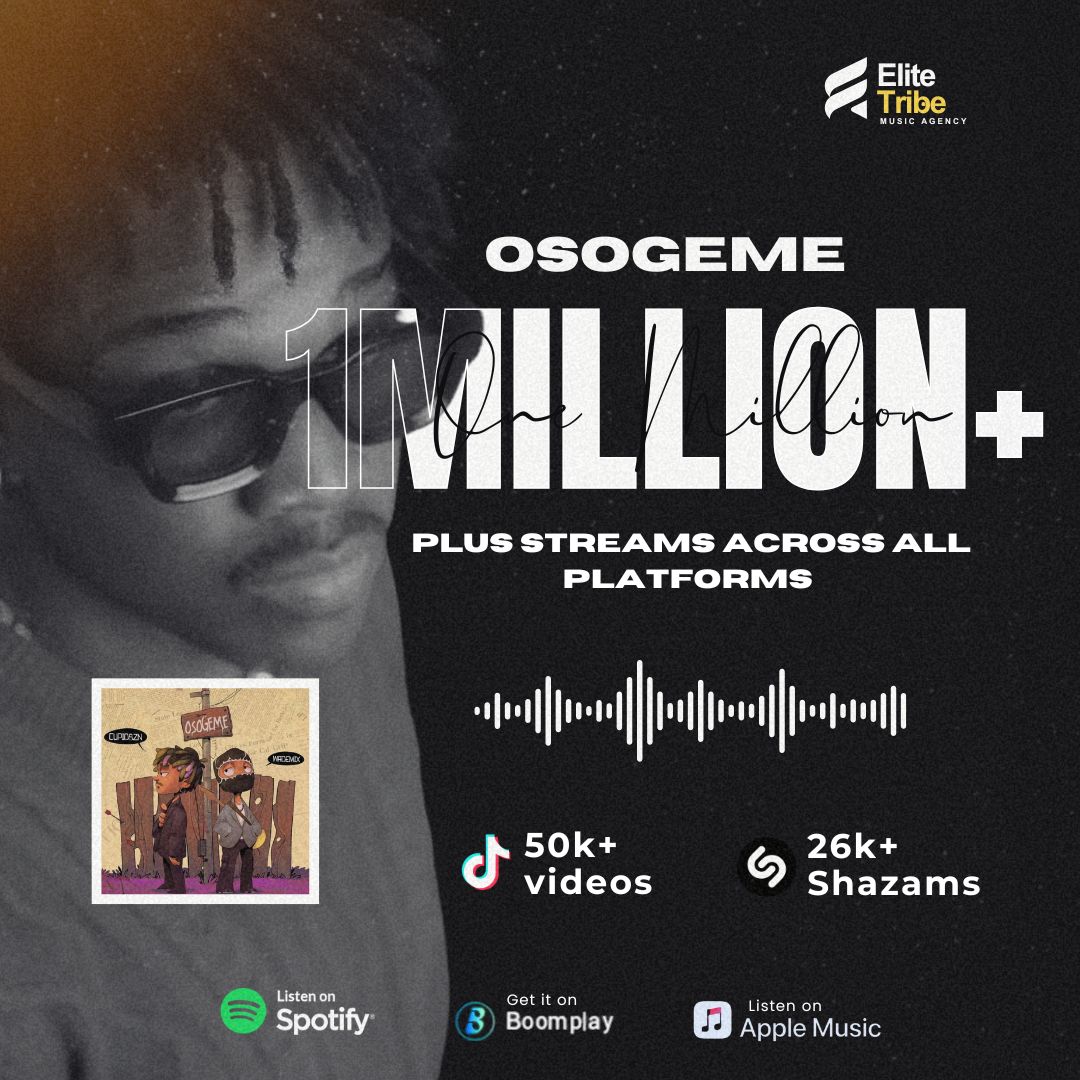 Elite
Tribe
MUSIC AGENCY
OSOGEME
1MILLION+
One Million
PLUS STREAMS ACROSS ALL
PLATFORMS
OSOGEME
CUPIDSZN
MADEMIX
50k+
videos
26k+
Shazams
Listen on
Spotify
Get it on
Boomplay
Listen on
Apple Music